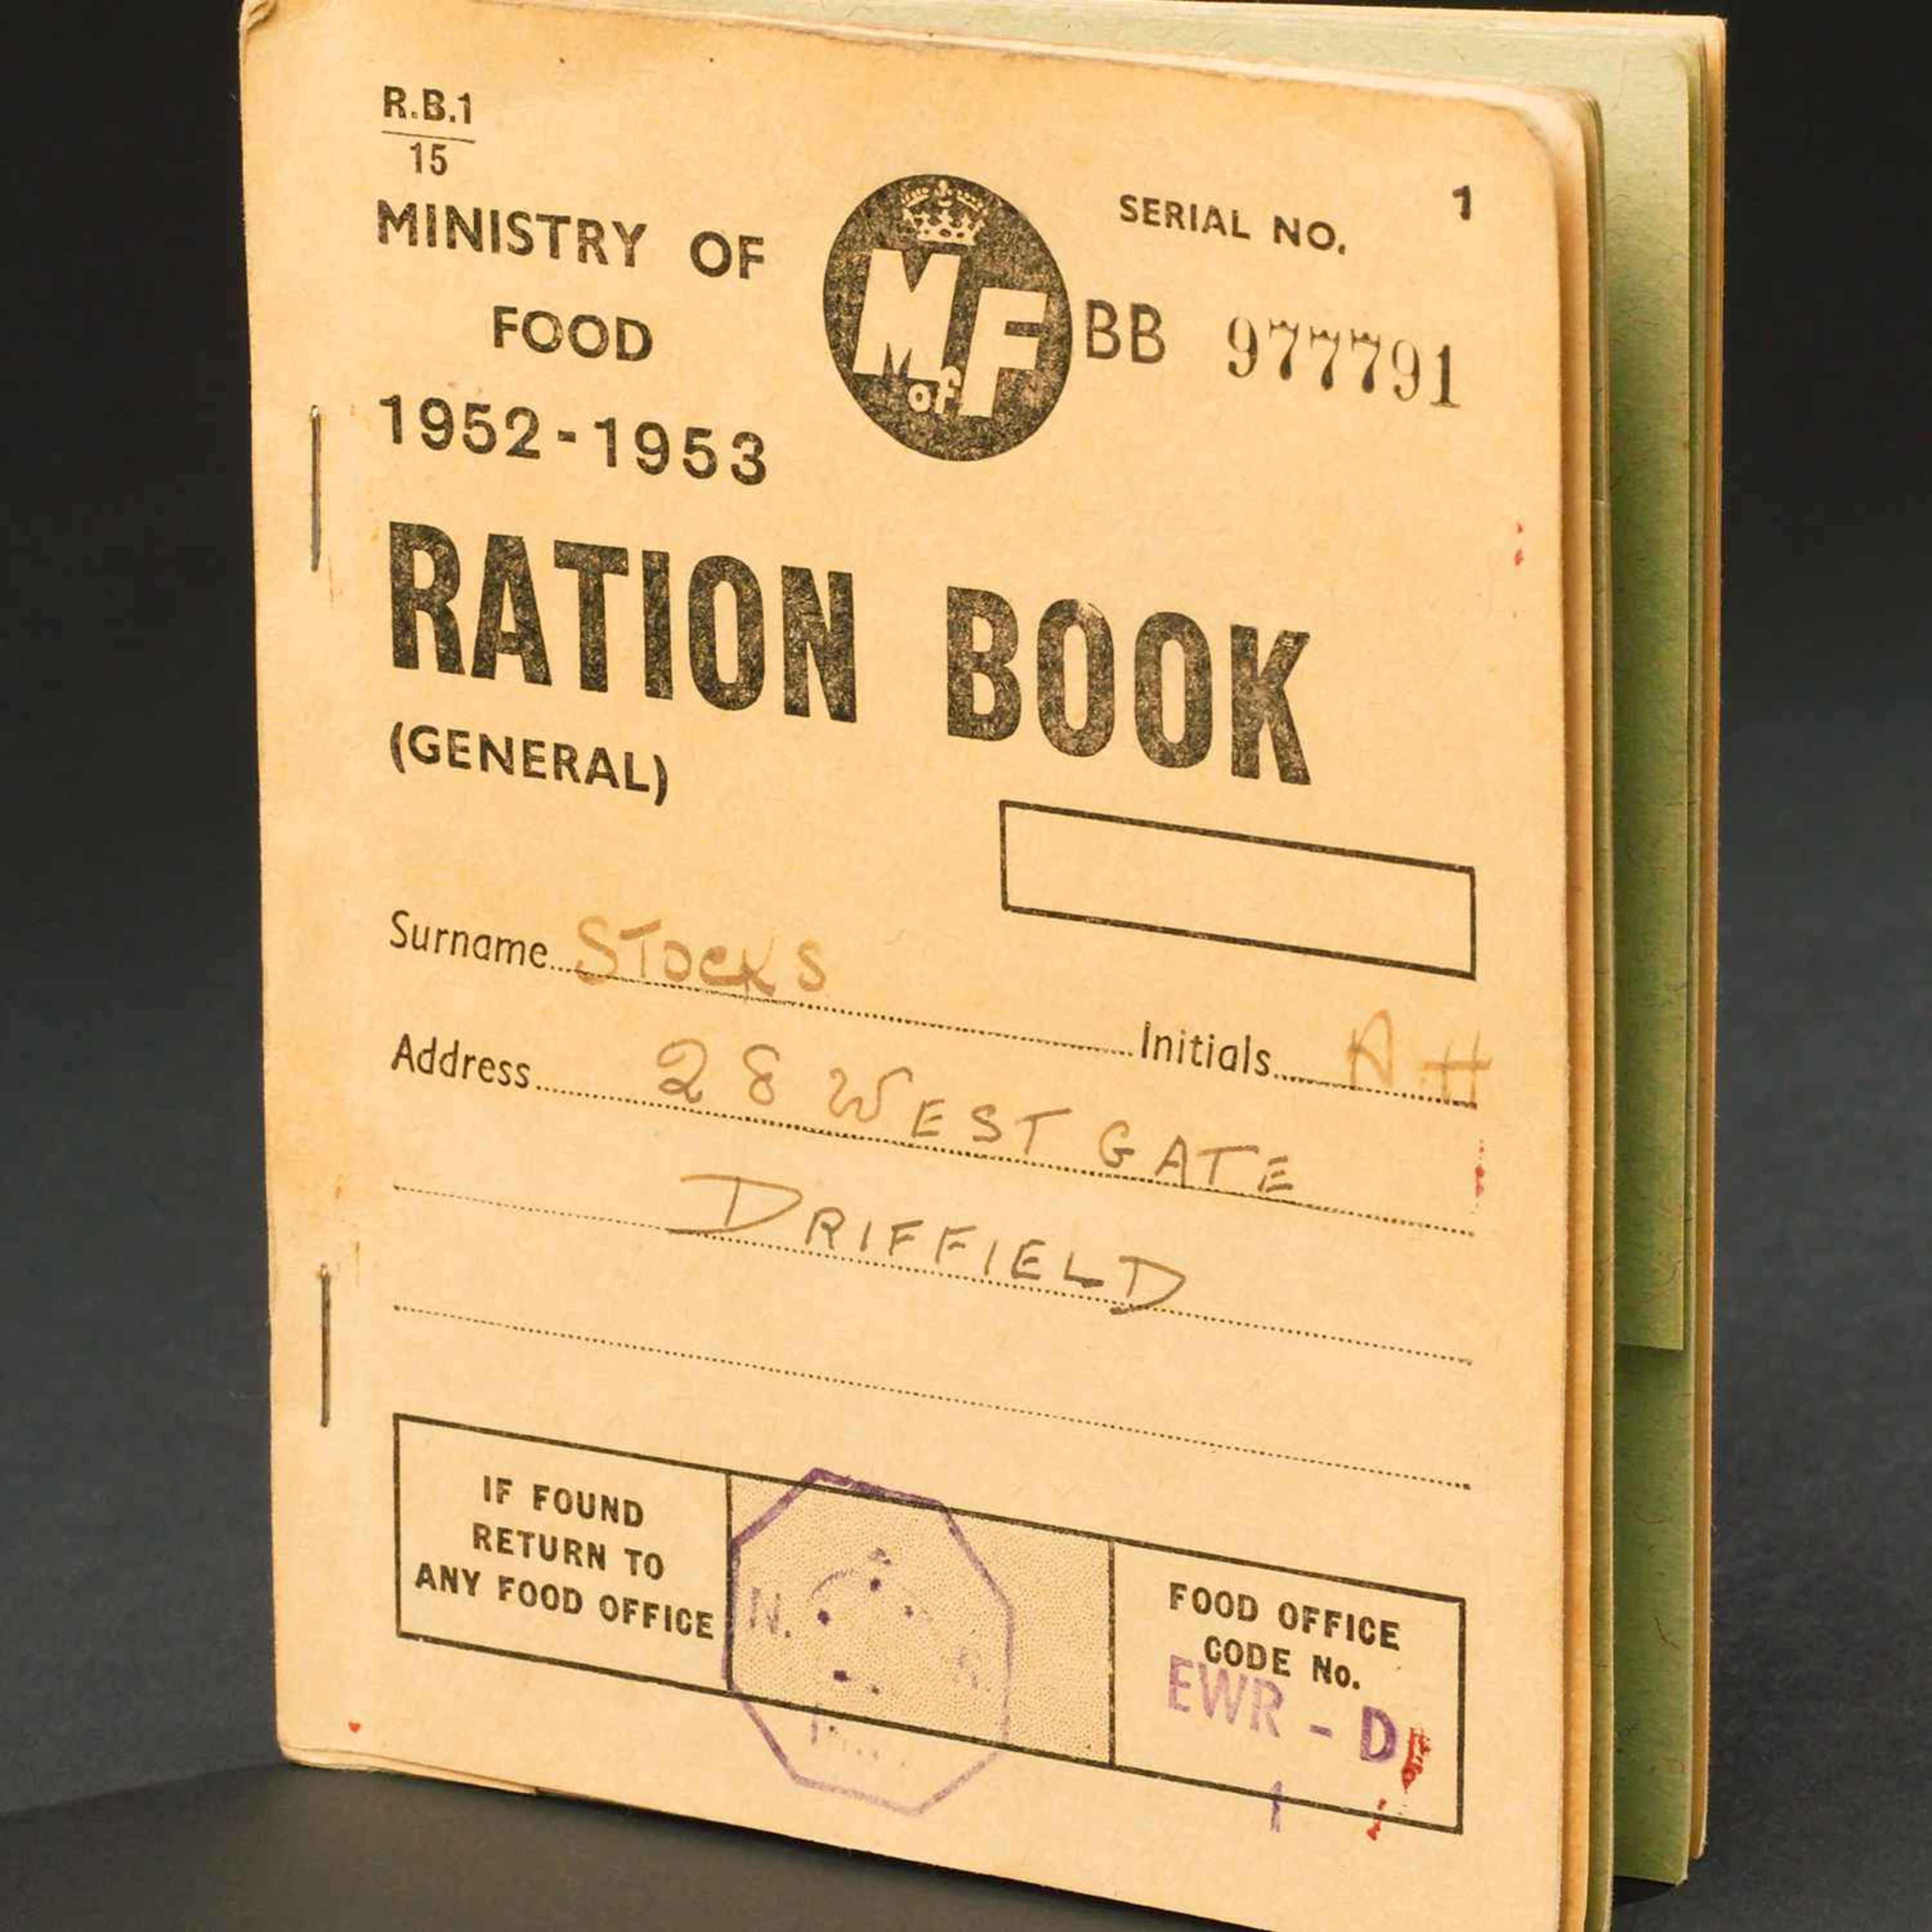 R.B.1
15
1
MINISTRY OF
FOOD
1952-1953
M of F
SERIAL NO.
BB 977791
RATION BOOK
(GENERAL)
Surname STOCKS
Initials A H
Address 28 WEST GATE
DRIFFIELD
IF FOUND
RETURN TO
ANY FOOD OFFICE
N.
FOOD OFFICE
CODE No.
EWR - D
1